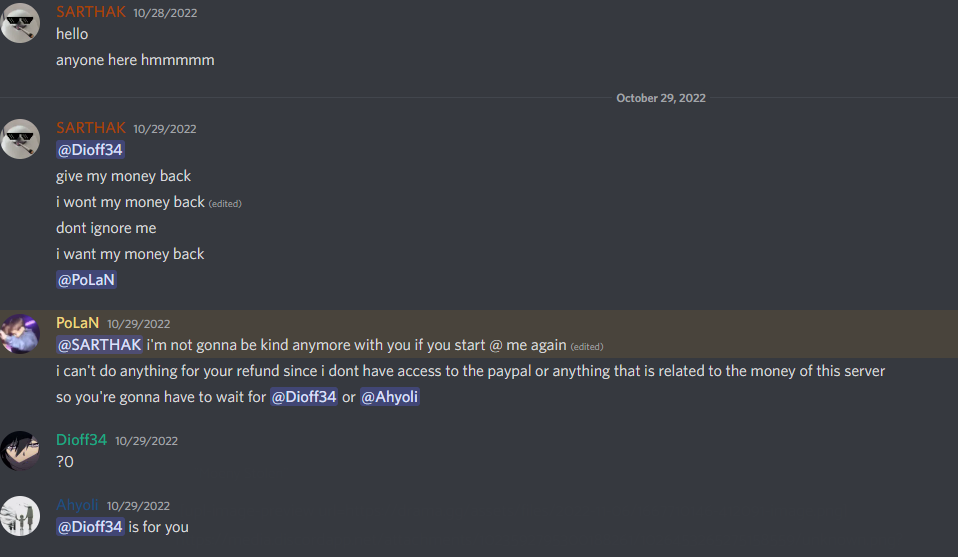 SARTHAK 10/28/2022
hello
anyone here hmmmmm
October 29, 2022
SARTHAK 10/29/2022
@Dioff34
give my money back
i wont my money back (edited)
dont ignore me
i want my money back
@PoLaN
PoLaN 10/29/2022
@SARTHAK i'm not gonna be kind anymore with you if you start @ me again (edited)
i can't do anything for your refund since i dont have access to the paypal or anything that is related to the money of this server
so you're gonna have to wait for @Dioff34 or @Ahyoli
Dioff34 10/29/2022
?0
Ahyoli 10/29/2022
@Dioff34 is for you